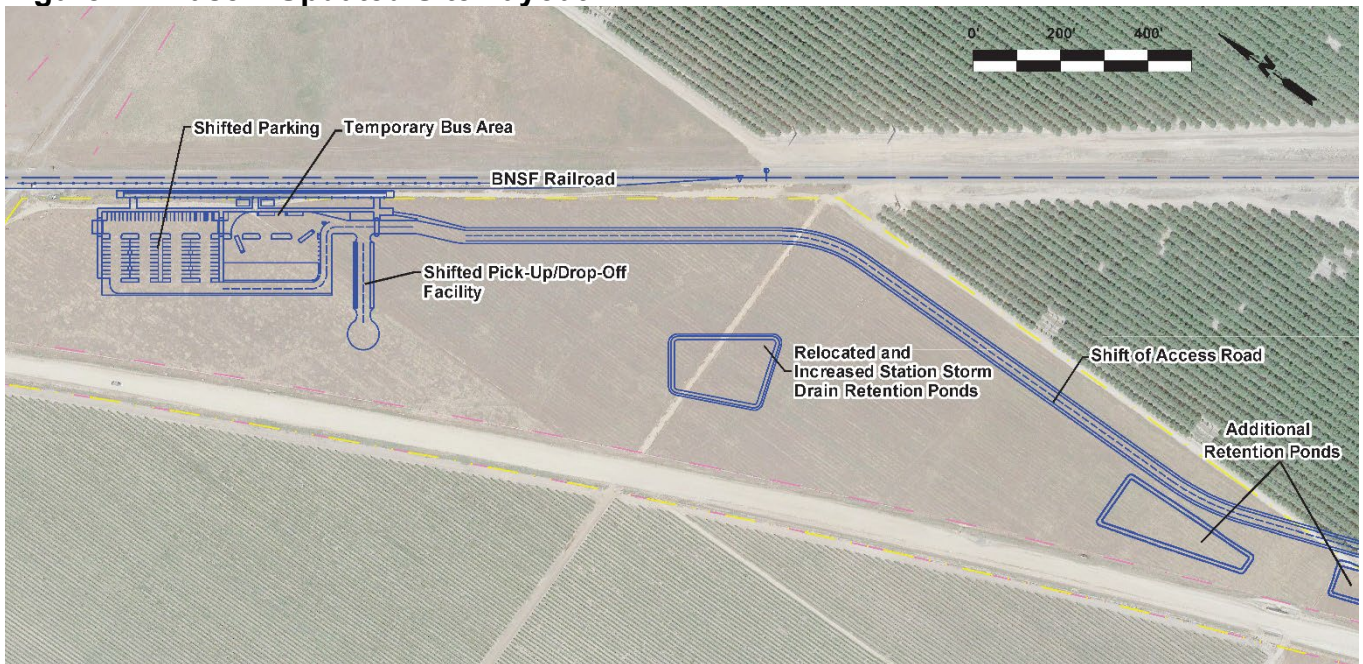 0' 200' 400'
N
Shifted Parking
Temporary Bus Area
BNSF Railroad
Shifted Pick-Up/Drop-Off
Facility
Relocated and
Increased Station Storm
Drain Retention Ponds
Shift of Access Road
Additional
Retention Ponds